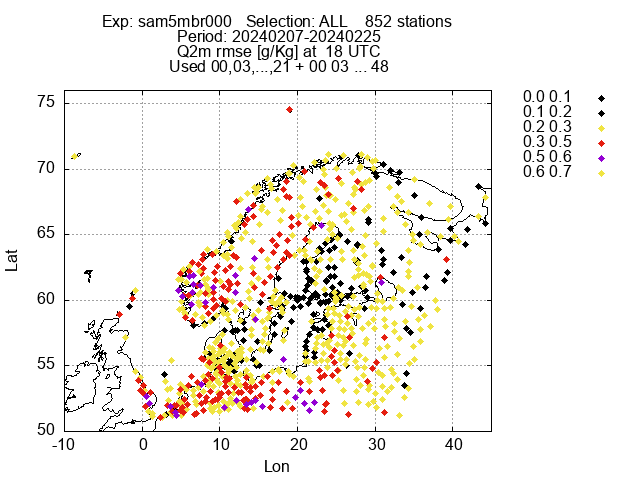 Exp: sam5mbr000 Selection: ALL 852 stations
Period: 20240207-20240225
Q2m rmse [g/Kg] at 18 UTC
Used 00,03,...,21 + 00 03 ... 48
0.0 0.1
0.1 0.2
0.2 0.3
0.3 0.5
0.5 0.6
0.6 0.7
75
70
65
60
55
50
Lat
-10 0 10 20 30 40
Lon